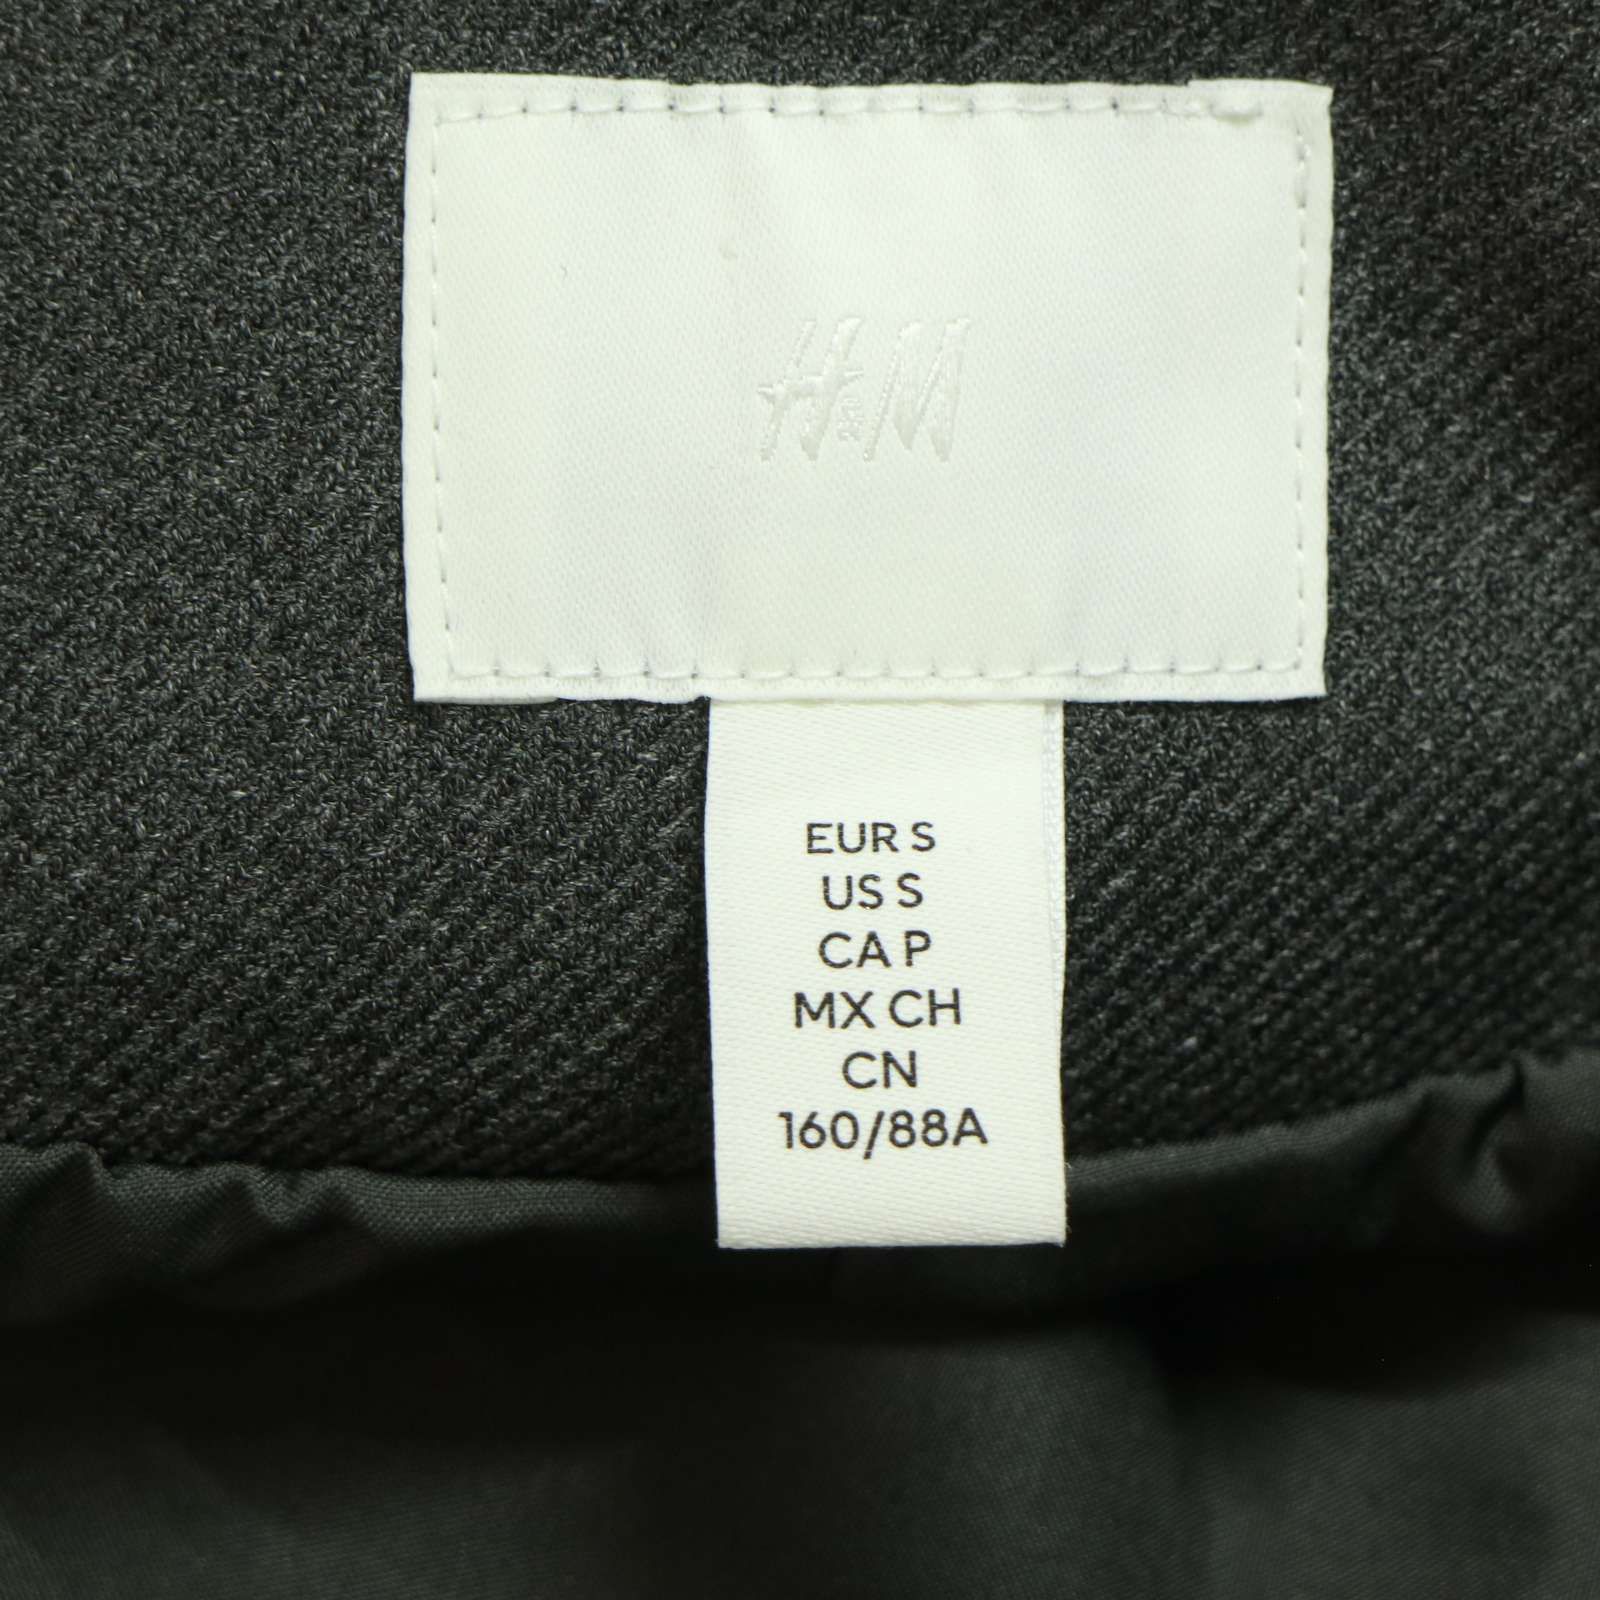 H&M
EUR S
US S
CA P
MX CH
CN
160/88A